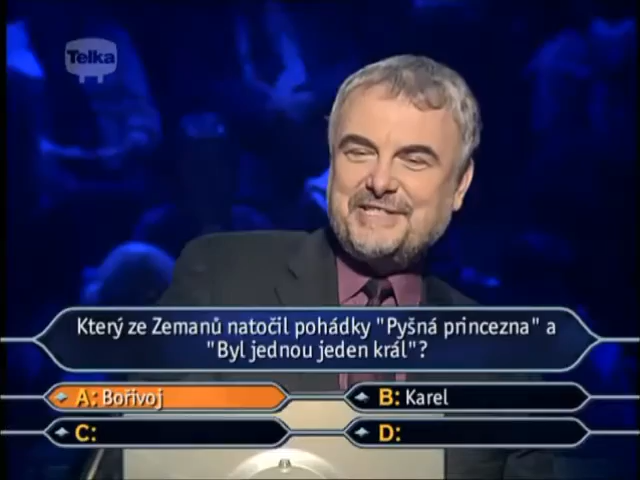 Telka
Který ze Zemanů natočil pohádky "Pyšná princezna" a
"Byl jednou jeden král"?
A: Bořivoj
B: Karel
C:
D: